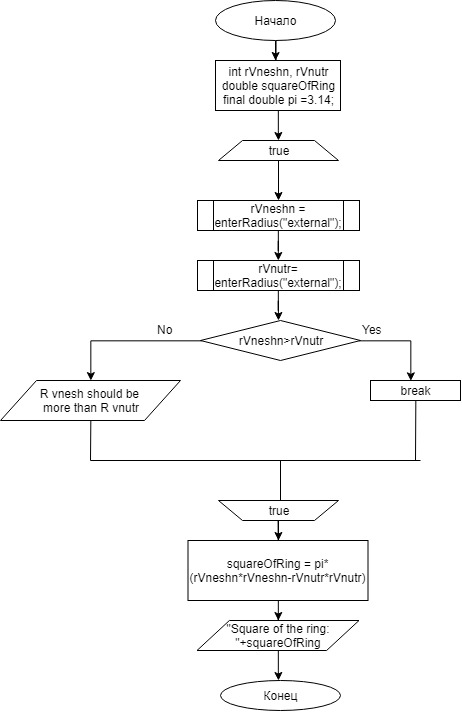 Начало
int rVneshn, rVnutr
double squareOfRing
final double pi =3.14;
true
rVneshn =
enterRadius("external");
rVnutr=
enterRadius("external");
rVneshn>rVnutr
No
Yes
R vnesh should be
more than R vnutr
break
true
squareOfRing = pi*
(rVneshn*rVneshn-rVnutr*rVnutr)
"Square of the ring:
"+squareOfRing
Конец